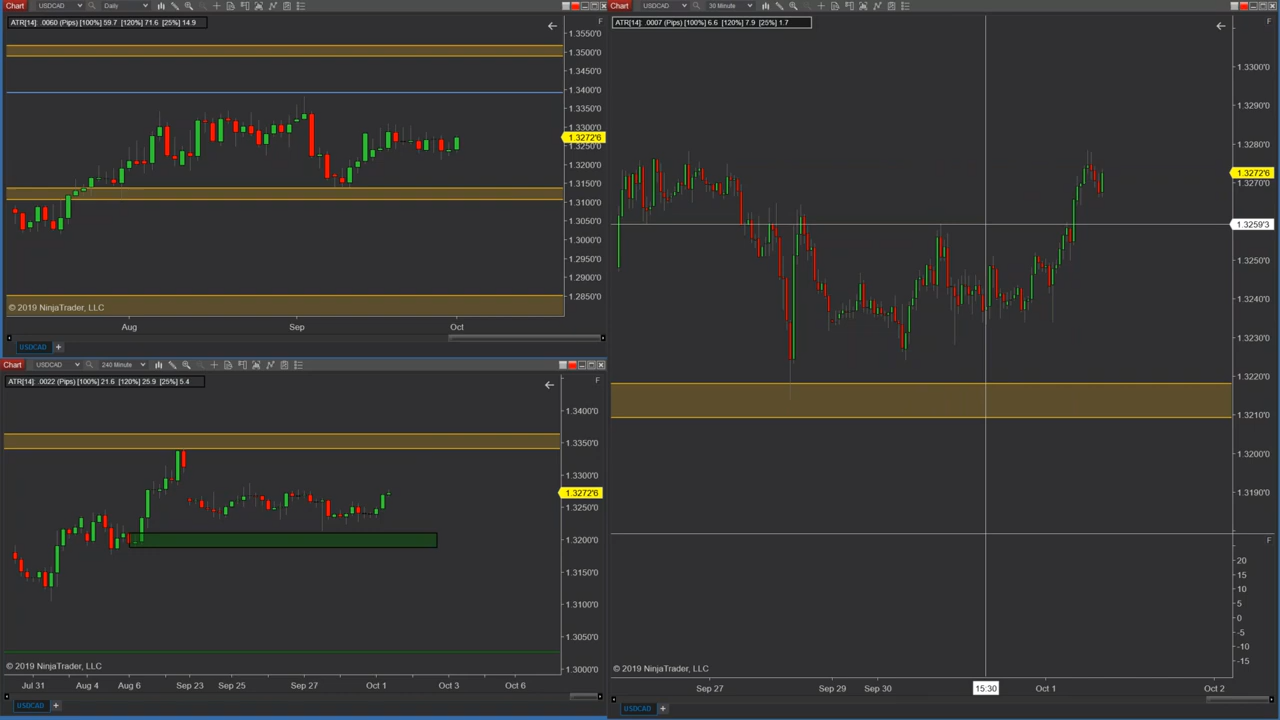 Chart USDCAD Daily
ATR[14]: .0060 (Pips) [100%] 59.7 [120%] 71.6 [25%] 14.9
F
1.3550'0
1.3500'0
1.3450'0
1.3400'0
1.3350'0
1.3300'0
1.3272'6
1.3250'0
1.3200'0
1.3150'0
1.3100'0
1.3050'0
1.3000'0
1.2950'0
1.2900'0
1.2850'0
© 2019 NinjaTrader, LLC
Aug Sep Oct
USDCAD +
Chart USDCAD 240 Minute
ATR[14]: .0022 (Pips) [100%] 21.6 [120%] 25.9 [25%] 5.4
F
1.3400'0
1.3350'0
1.3300'0
1.3272'6
1.3250'0
1.3200'0
1.3150'0
1.3100'0
1.3050'0
1.3000'0
© 2019 NinjaTrader, LLC
Jul 31 Aug 4 Aug 6 Sep 23 Sep 25 Sep 27 Oct 1 Oct 3 Oct 6
USDCAD +
Chart USDCAD 30 Minute
ATR[14]: .0007 (Pips) [100%] 6.6 [120%] 7.9 [25%] 1.7
F
1.3300'0
1.3290'0
1.3280'0
1.3272'6
1.3270'0
1.3259'3
1.3250'0
1.3240'0
1.3230'0
1.3220'0
1.3210'0
1.3200'0
1.3190'0
F
20
15
10
5
0
-5
-10
-15
© 2019 NinjaTrader, LLC
Sep 27 Sep 29 Sep 30 15:30 Oct 1 Oct 2
USDCAD +